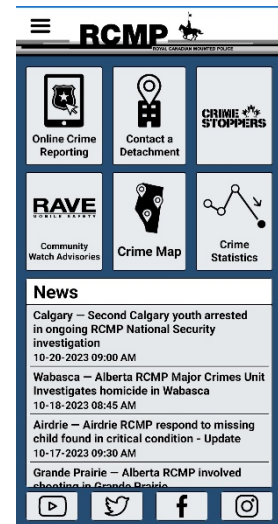 RCMP
ROYAL CANADIAN MOUNTED POLICE
Online Crime
Reporting
Contact a
Detachment
CRIME
STOPPERS
RAVE
MOBILE SAFETY
Community
Watch Advisories
Crime Map
Crime
Statistics
News
Calgary — Second Calgary youth arrested
in ongoing RCMP National Security
investigation
10-20-2023 09:00 AM
Wabasca — Alberta RCMP Major Crimes Unit
Investigates homicide in Wabasca
10-18-2023 08:45 AM
Airdrie — Airdrie RCMP respond to missing
child found in critical condition - Update
10-17-2023 09:30 AM
Grande Prairie — Alberta RCMP involved
shooting in Grande Prairie
f